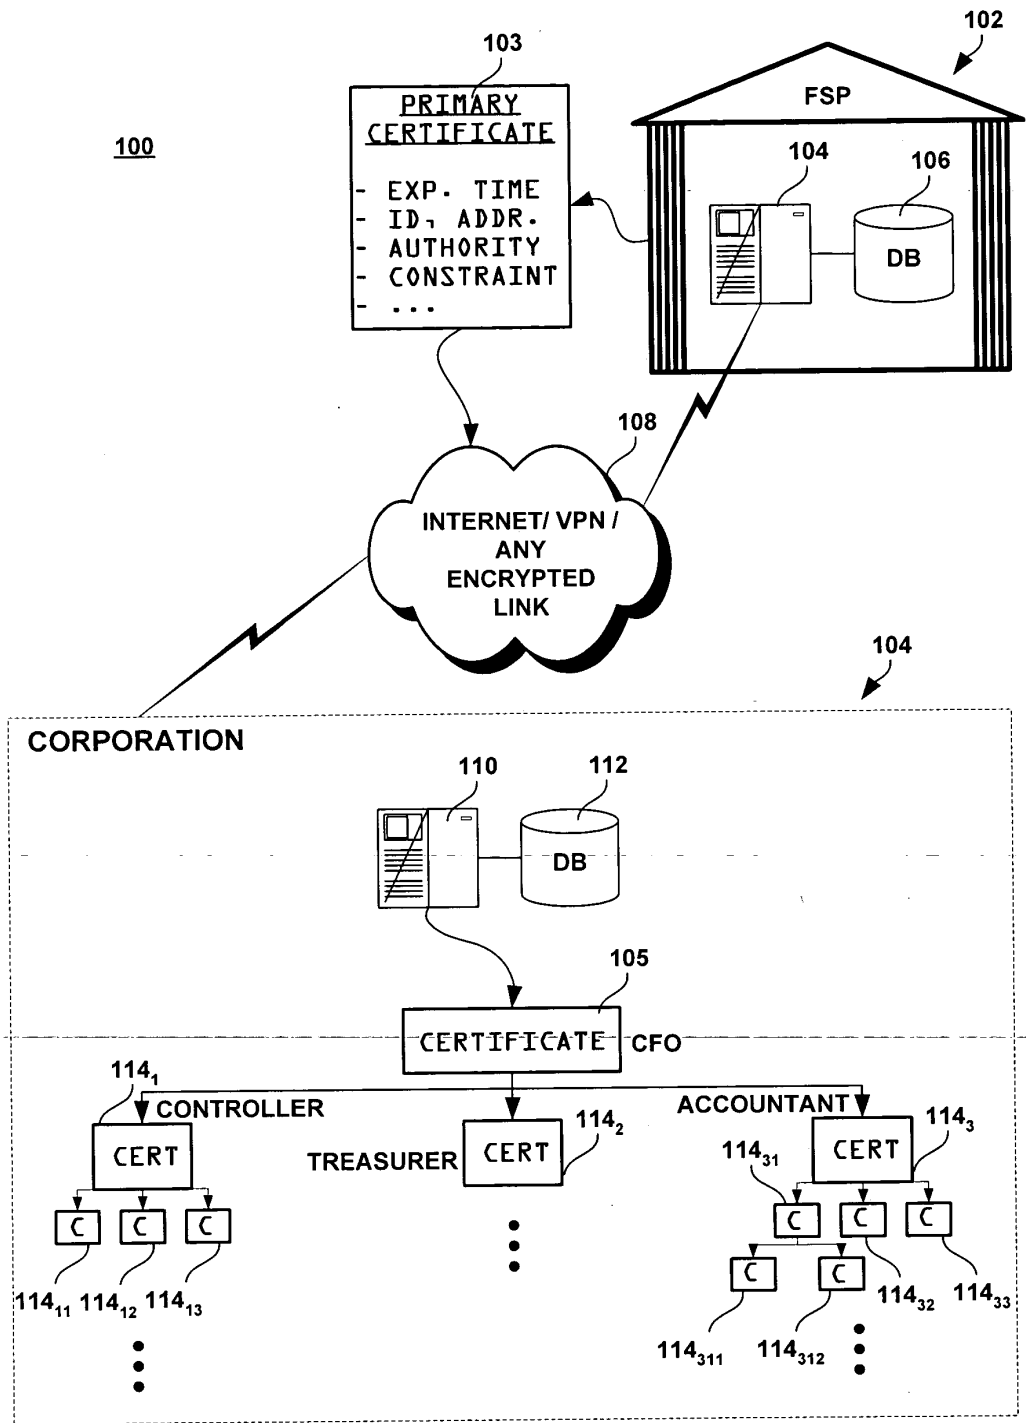 102
103
FSP
PRIMARY
CERTIFICATE
- EXP. TIME
- ID, ADDR.
- AUTHORITY
- CONSTRAINT
- ...
100
104
106
DB
108
INTERNET/ VPN /
ANY
ENCRYPTED
LINK
104
CORPORATION
110
112
DB
105
CERTIFICATE
CFO
114₁
CONTROLLER
CERT
TREASURER
CERT
114₂
ACCOUNTANT
114₃
CERT
114₃₁
C
C
C
C
C
C
C
C
114₁₁
114₁₂
114₁₃
114₃₂
114₃₃
114₃₁₁
114₃₁₂